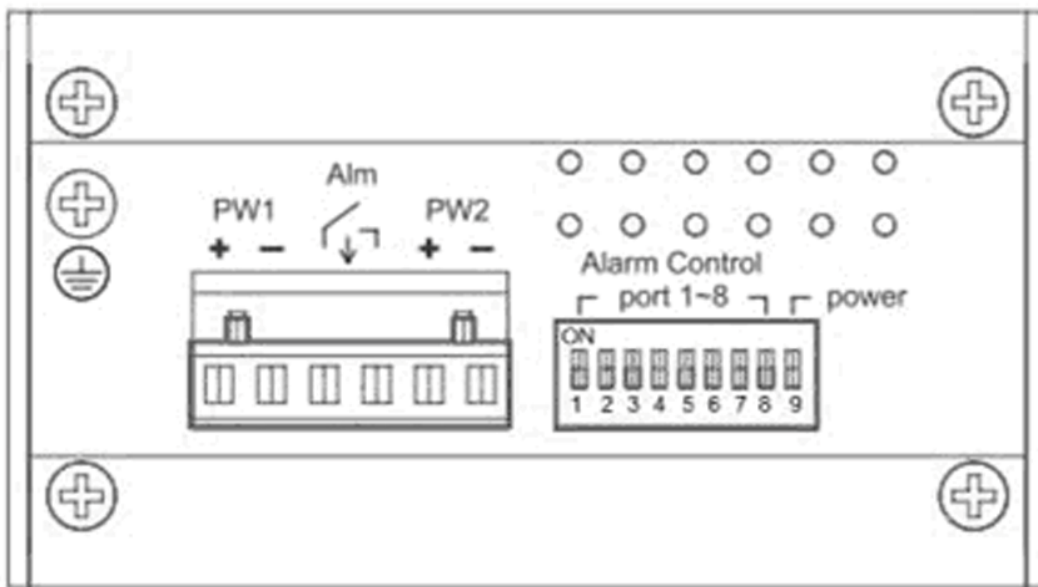 Alm
PW1 PW2
+ − + −
Alarm Control
port 1~8 power
ON
1 2 3 4 5 6 7 8 9